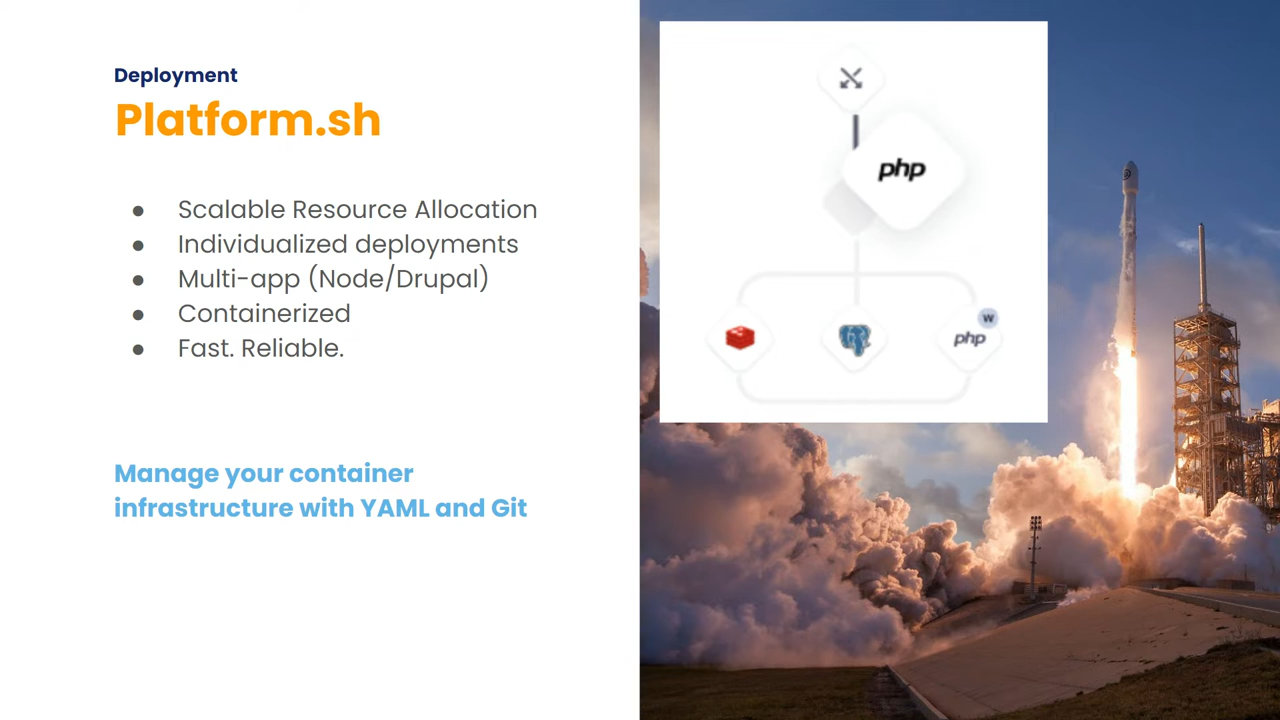 Deployment
Platform.sh
● Scalable Resource Allocation
● Individualized deployments
● Multi-app (Node/Drupal)
● Containerized
● Fast. Reliable.
Manage your container
infrastructure with YAML and Git
php
W
php